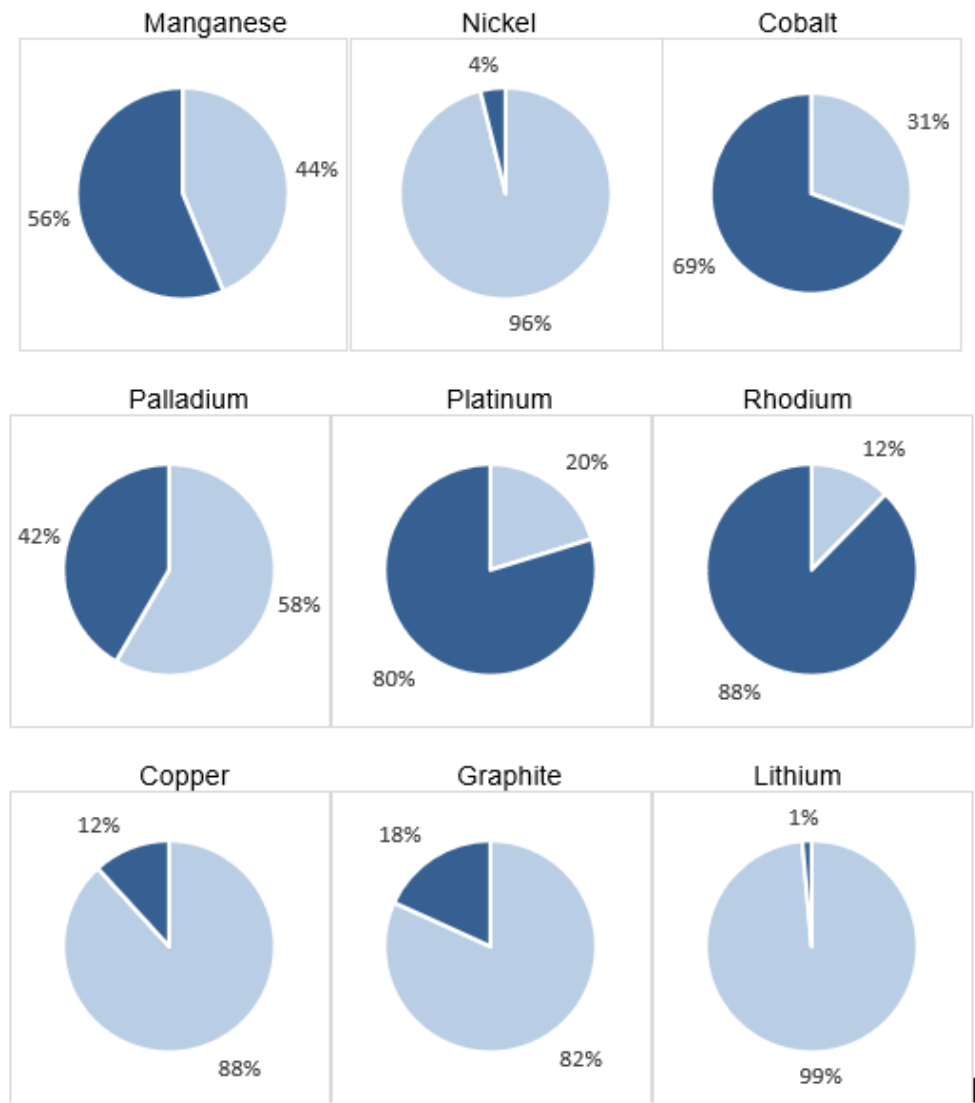 Manganese
Nickel
Cobalt
4%
31%
44%
56%
69%
96%
Palladium
Platinum
Rhodium
20%
12%
42%
58%
80%
88%
Copper
Graphite
Lithium
12%
18%
1%
88%
82%
99%